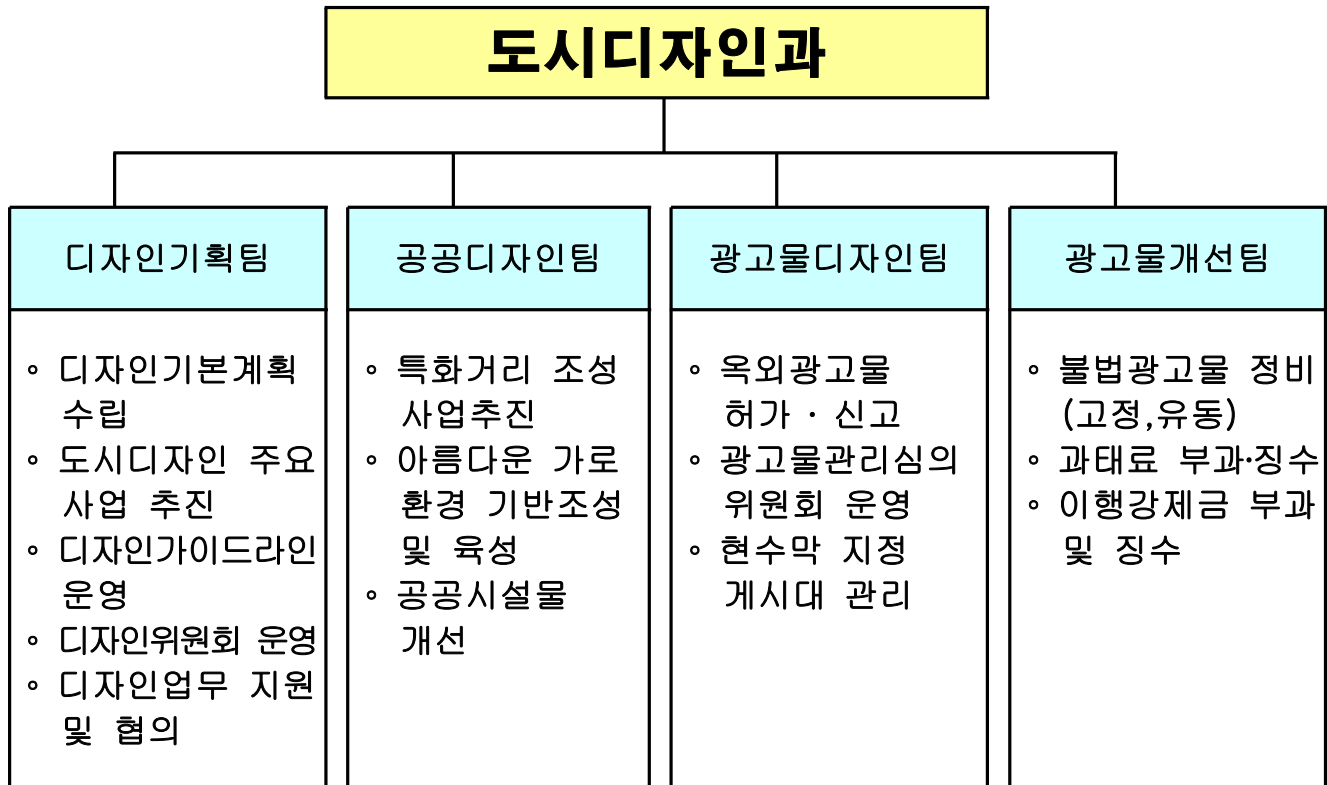 도시디자인과
디자인기획팀
◦ 디자인기본계획
수립
◦ 도시디자인 주요
사업 추진
◦ 디자인가이드라인
운영
◦ 디자인위원회 운영
◦ 디자인업무 지원
및 협의
공공디자인팀
◦ 특화거리 조성
사업추진
◦ 아름다운 가로
환경 기반조성
및 육성
◦ 공공시설물
개선
광고물디자인팀
◦ 옥외광고물
허가 · 신고
◦ 광고물관리심의
위원회 운영
◦ 현수막 지정
게시대 관리
광고물개선팀
◦ 불법광고물 정비
(고정,유동)
◦ 과태료 부과·징수
◦ 이행강제금 부과
및 징수